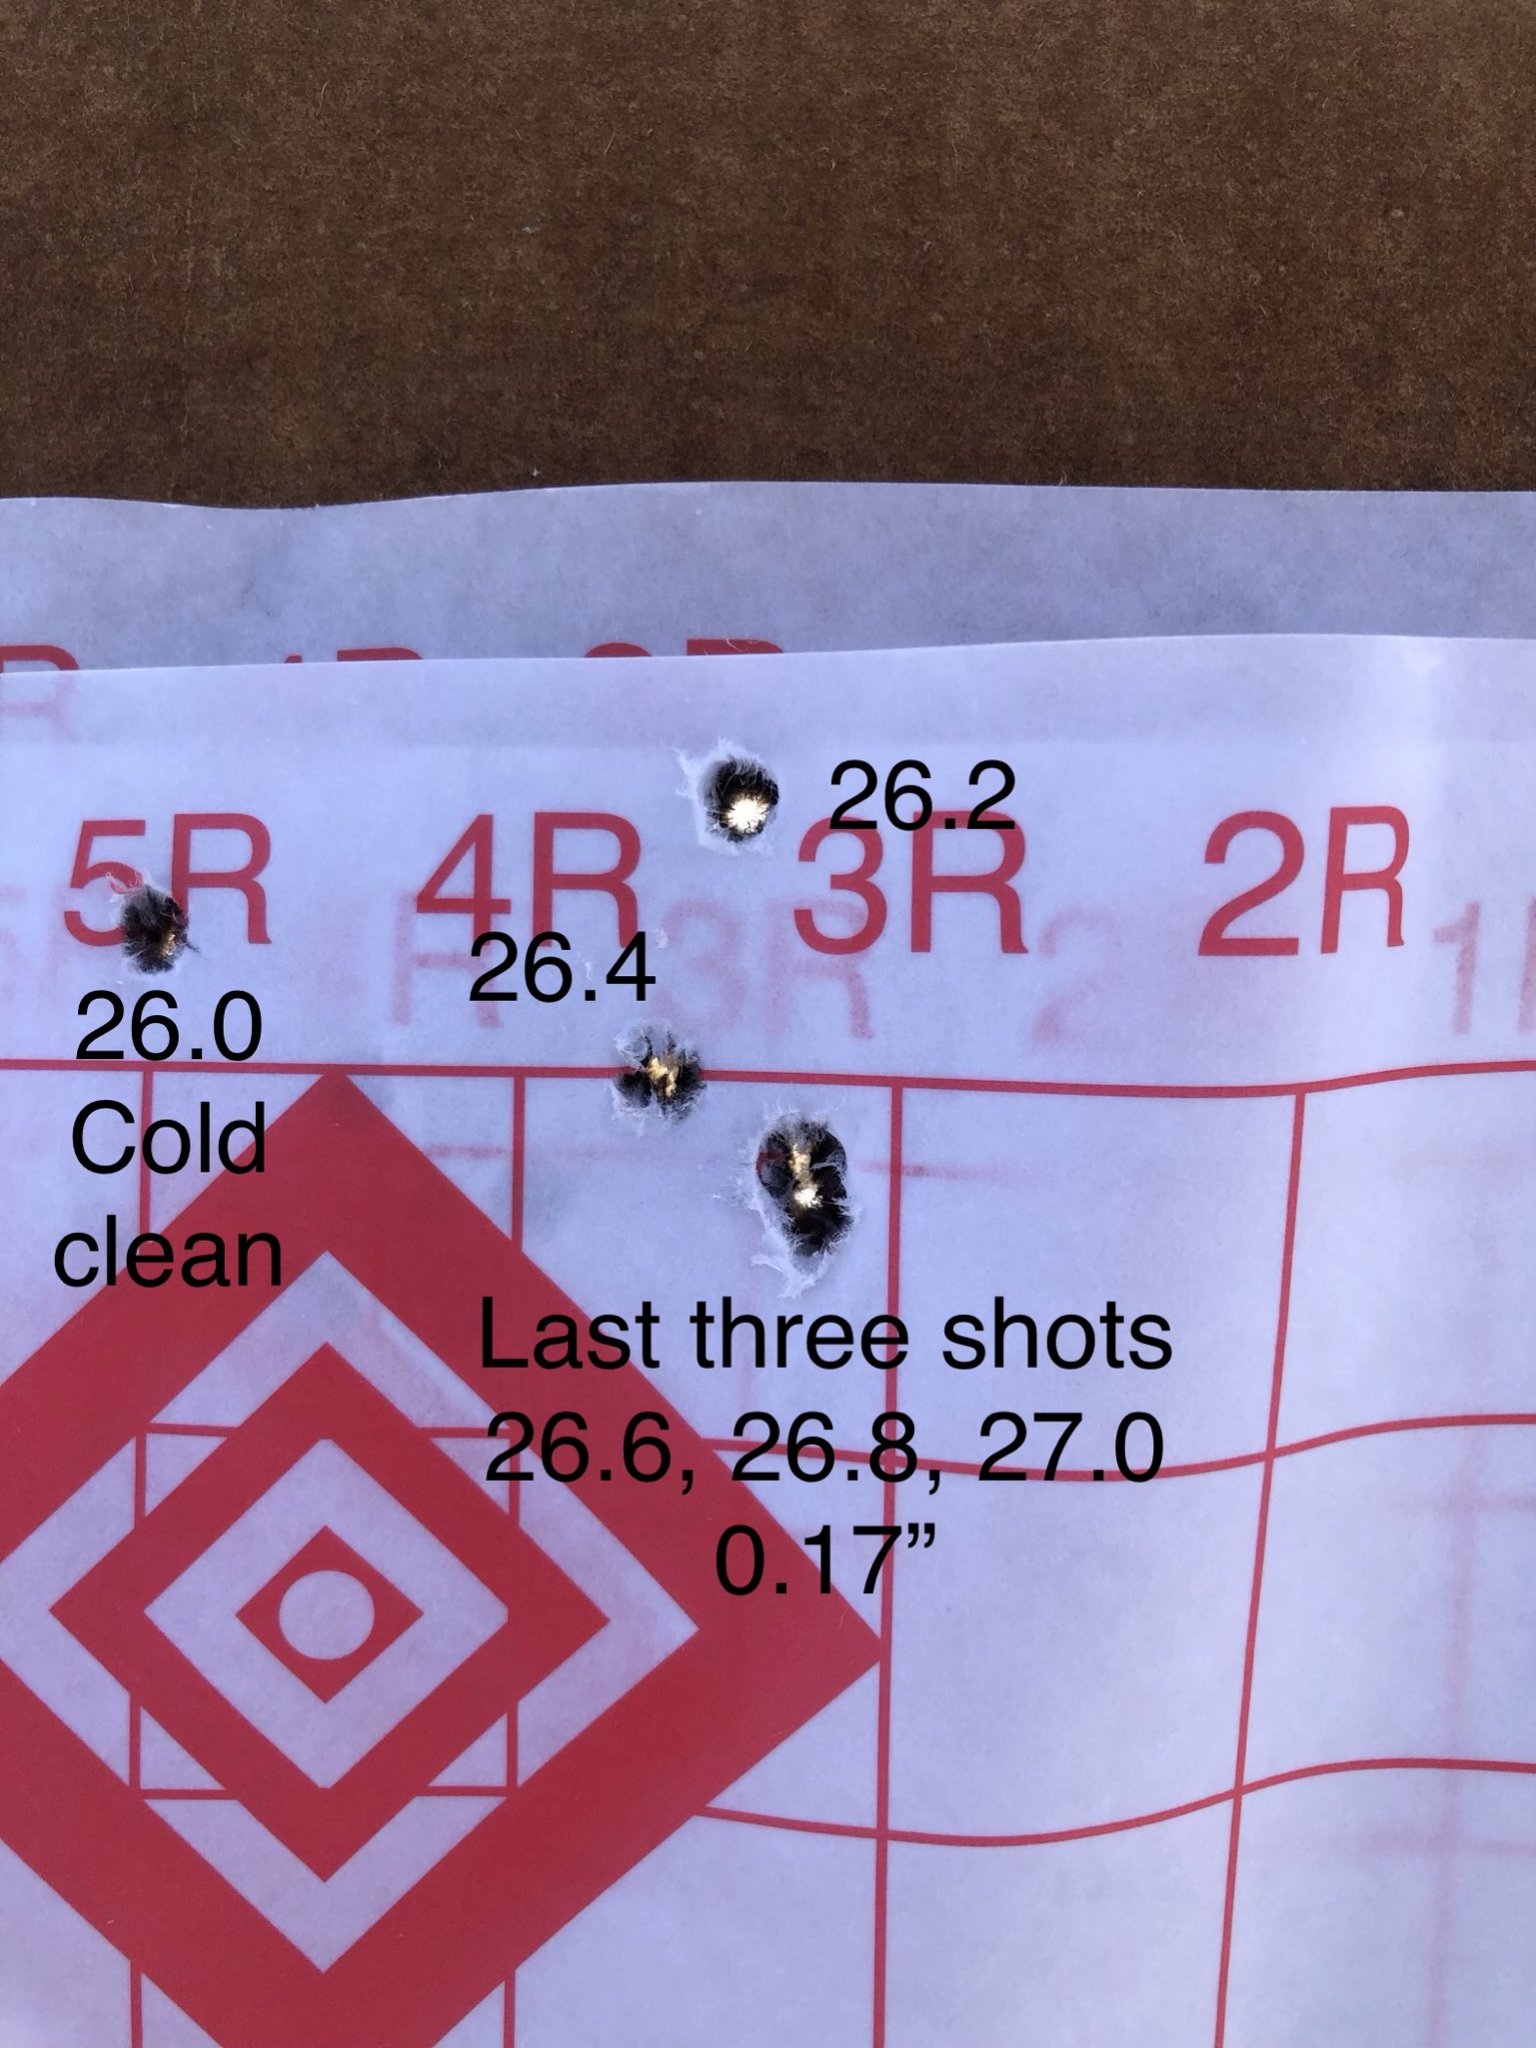 26.2
5R 4R 3R 2R
26.4
26.0
Cold
clean
Last three shots
26.6, 26.8, 27.0
0.17”